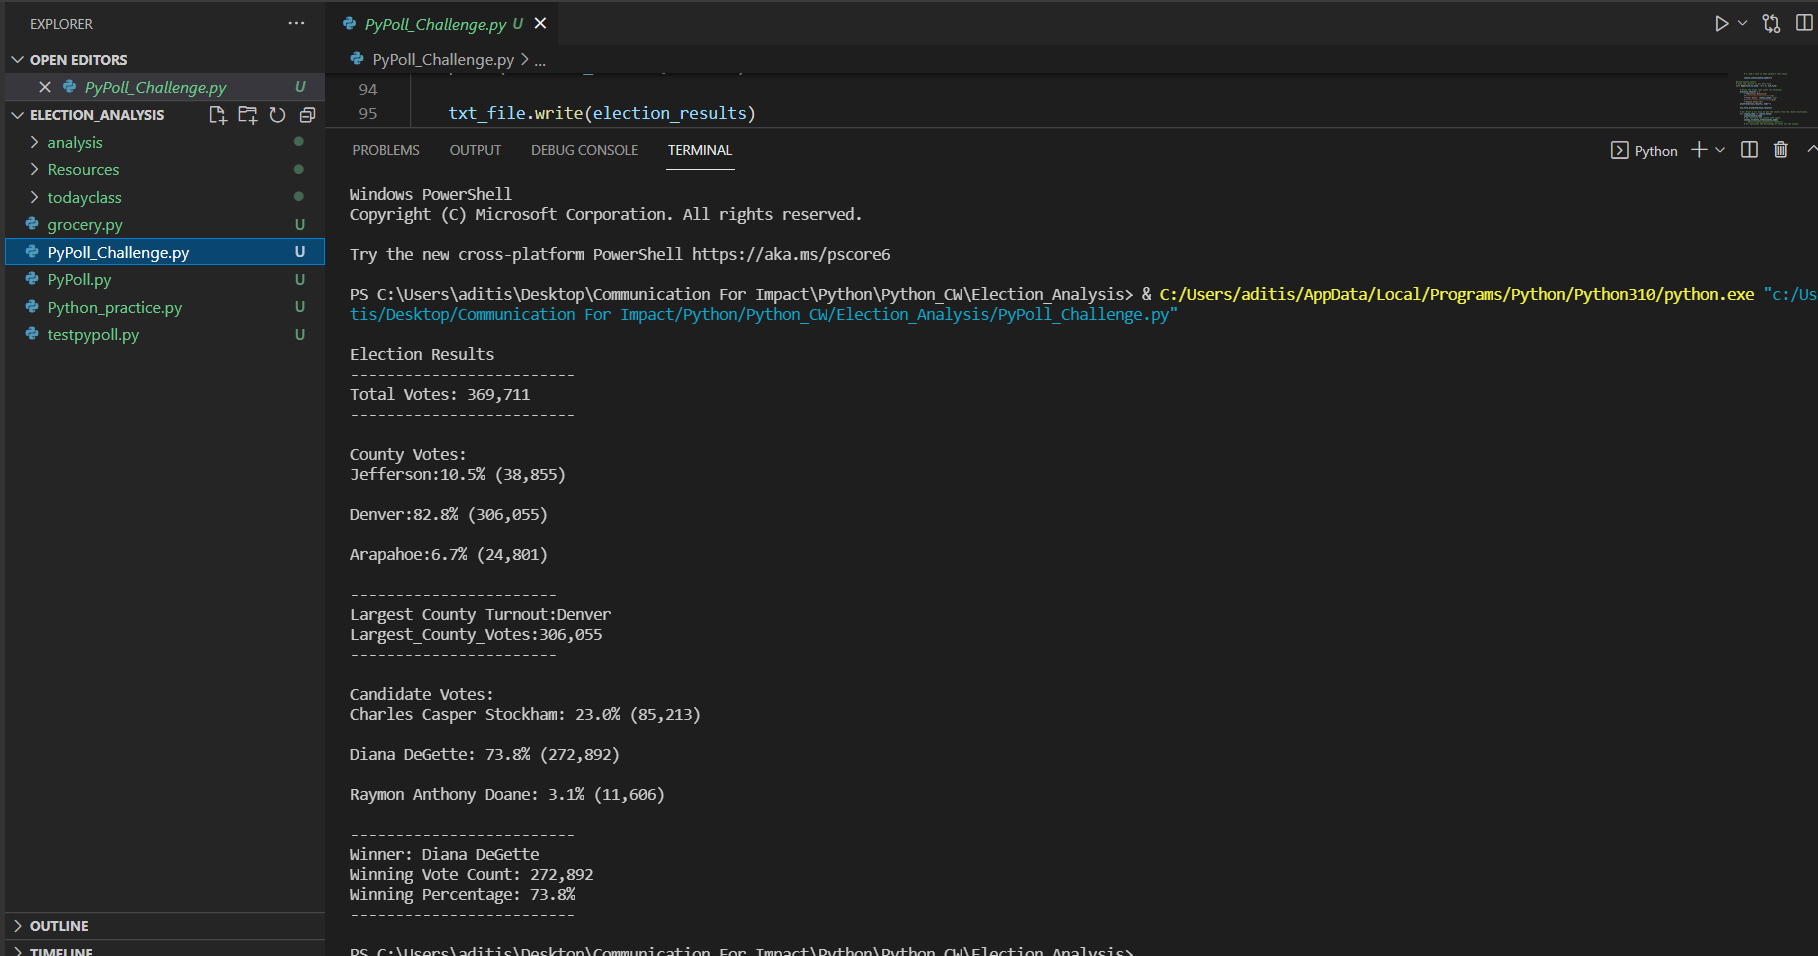 EXPLORER
OPEN EDITORS
PyPoll_Challenge.py U
ELECTION_ANALYSIS
analysis
Resources
todayclass
grocery.py U
PyPoll_Challenge.py U
PyPoll.py U
Python_practice.py U
testpypoll.py U
OUTLINE
TIMELINE
PyPoll_Challenge.py U
PyPoll_Challenge.py > ...
94
95 txt_file.write(election_results)
PROBLEMS OUTPUT DEBUG CONSOLE TERMINAL Python
Windows PowerShell
Copyright (C) Microsoft Corporation. All rights reserved.
Try the new cross-platform PowerShell https://aka.ms/pscore6
PS C:\Users\aditis\Desktop\Communication For Impact\Python\Python_CW\Election_Analysis> & C:/Users/aditis/AppData/Local/Programs/Python/Python310/python.exe "c:/Us
tis/Desktop/Communication For Impact/Python/Python_CW/Election_Analysis/PyPoll_Challenge.py"
Election Results
-------------------------
Total Votes: 369,711
-------------------------
County Votes:
Jefferson:10.5% (38,855)
Denver:82.8% (306,055)
Arapahoe:6.7% (24,801)
-----------------------
Largest County Turnout:Denver
Largest_County_Votes:306,055
-----------------------
Candidate Votes:
Charles Casper Stockham: 23.0% (85,213)
Diana DeGette: 73.8% (272,892)
Raymon Anthony Doane: 3.1% (11,606)
-------------------------
Winner: Diana DeGette
Winning Vote Count: 272,892
Winning Percentage: 73.8%
-------------------------
PS C:\Users\aditis\Desktop\Communication For Impact\Python\Python_CW\Election_Analysis>